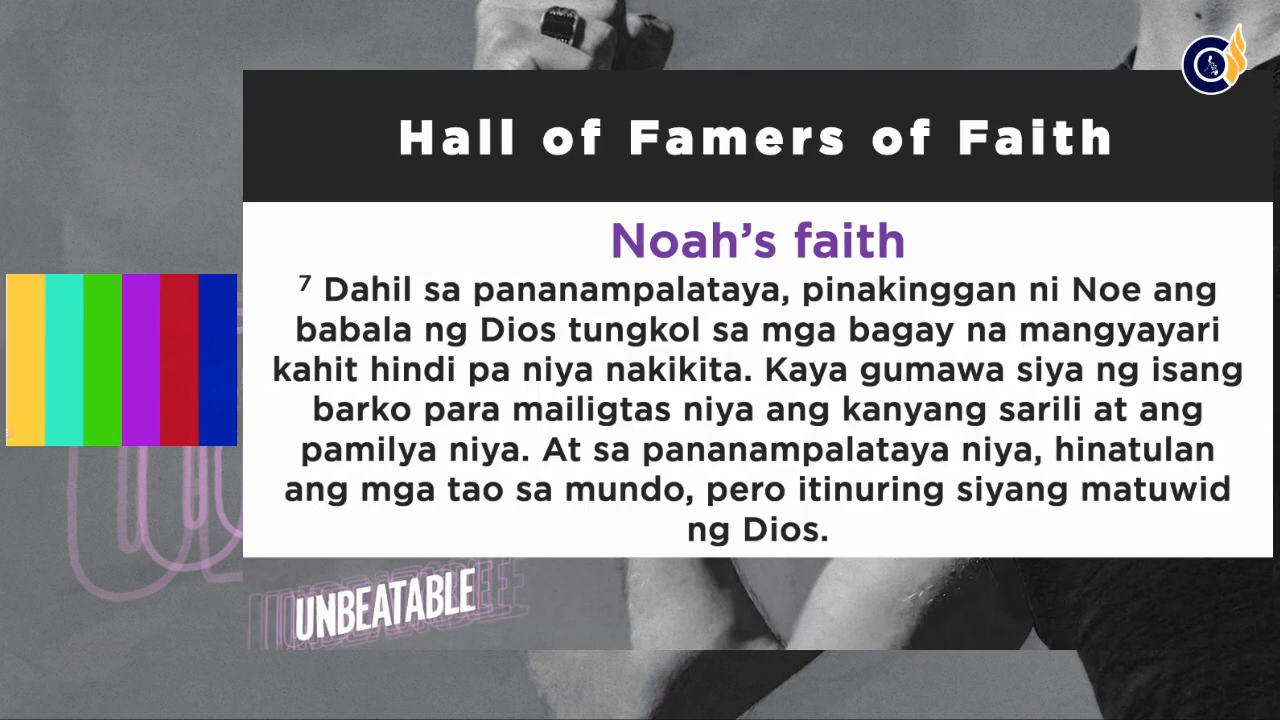 Hall of Famers of Faith
Noah's faith
7 Dahil sa pananampalataya, pinakinggan ni Noe ang
babala ng Dios tungkol sa mga bagay na mangyayari
kahit hindi pa niya nakikita. Kaya gumawa siya ng isang
barko para mailigtas niya ang kanyang sarili at ang
pamilya niya. At sa pananampalataya niya, hinatulan
ang mga tao sa mundo, pero itinuring siyang matuwid
ng Dios.
UNBEATABLE